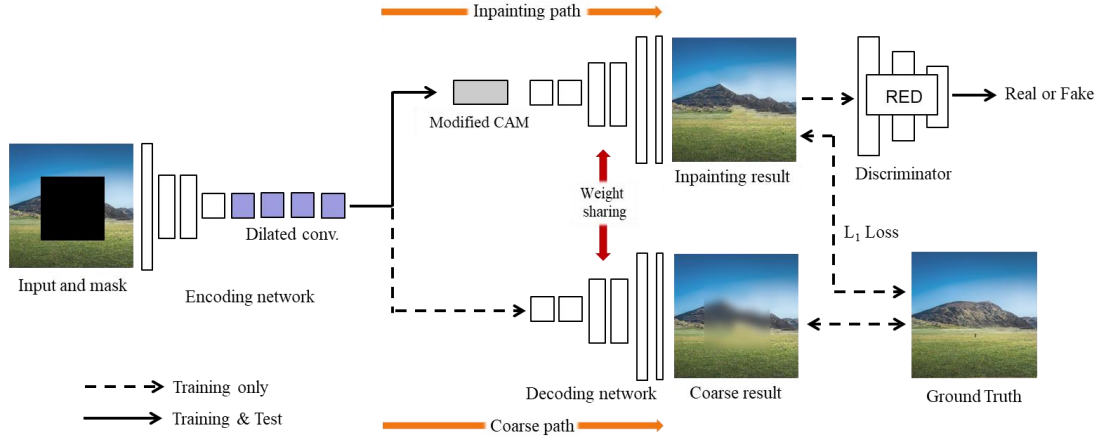 Inpainting path
Modified CAM
RED
Real or Fake
Inpainting result
Discriminator
Weight
sharing
Dilated conv.
L₁ Loss
Input and mask
Encoding network
Decoding network
Coarse result
Ground Truth
Training only
Training & Test
Coarse path